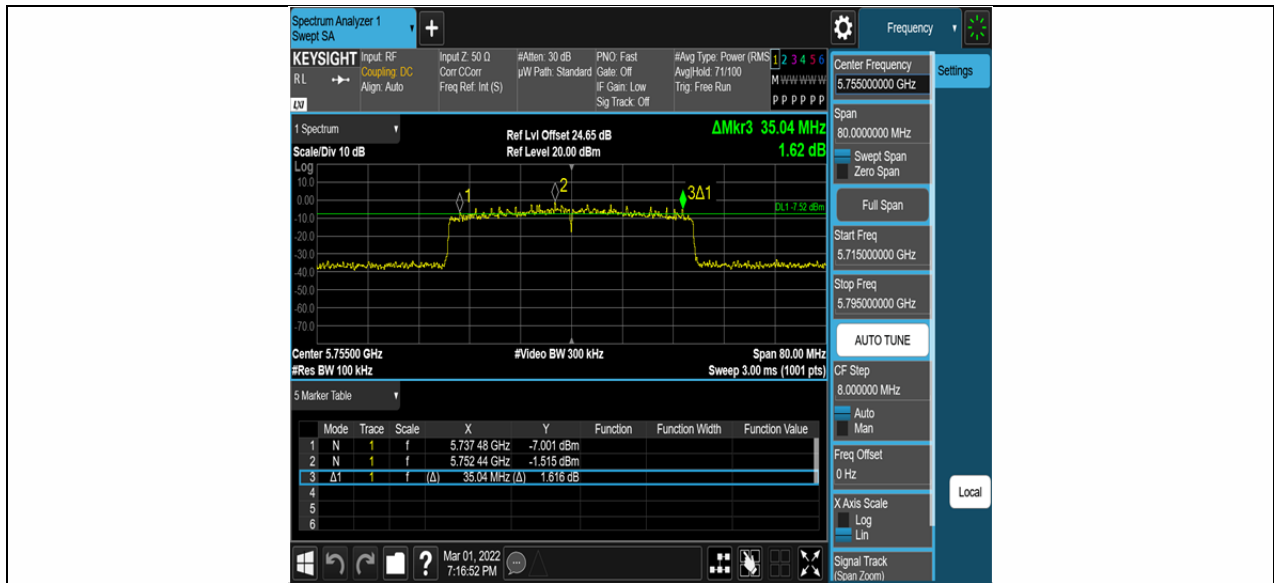 Spectrum Analyzer 1
Swept SA
+
Frequency
KEYSIGHT Input: RF Input Z: 50 Ω #Atten: 30 dB PNO: Fast #Avg Type: Power (RMS 1 2 3 4 5 6
RL Coupling: DC Corr CCorr µW Path: Standard Gate: Off Avg|Hold: 71/100 M W W W W W
Align: Auto Freq Ref: Int (S) IF Gain: Low Trig: Free Run
LXI Sig Track: Off P P P P P P
1 Spectrum
Ref Lvl Offset 24.65 dB
ΔMkr3 35.04 MHz
Scale/Div 10 dB Ref Level 20.00 dBm 1.62 dB
Log
10.0
0.00
-10.0
-20.0
-30.0
-40.0
-50.0
-60.0
-70.0
1
2
3Δ1
DL1 -7.52 dBm
Center 5.75500 GHz #Video BW 300 kHz Span 80.00 MHz
#Res BW 100 kHz Sweep 3.00 ms (1001 pts)
5 Marker Table
Mode Trace Scale X Y Function Function Width Function Value
1 N 1 f 5.737 48 GHz -7.001 dBm
2 N 1 f 5.752 44 GHz -1.515 dBm
3 Δ1 1 f (Δ) 35.04 MHz (Δ) 1.616 dB
4
5
6
?
Mar 01, 2022
7:16:52 PM
Center Frequency
5.755000000 GHz
Settings
Span
80.0000000 MHz
Swept Span
Zero Span
Full Span
Start Freq
5.715000000 GHz
Stop Freq
5.795000000 GHz
AUTO TUNE
CF Step
8.000000 MHz
Auto
Man
Freq Offset
0 Hz
X Axis Scale
Log
Lin
Local
Signal Track
(Span Zoom)